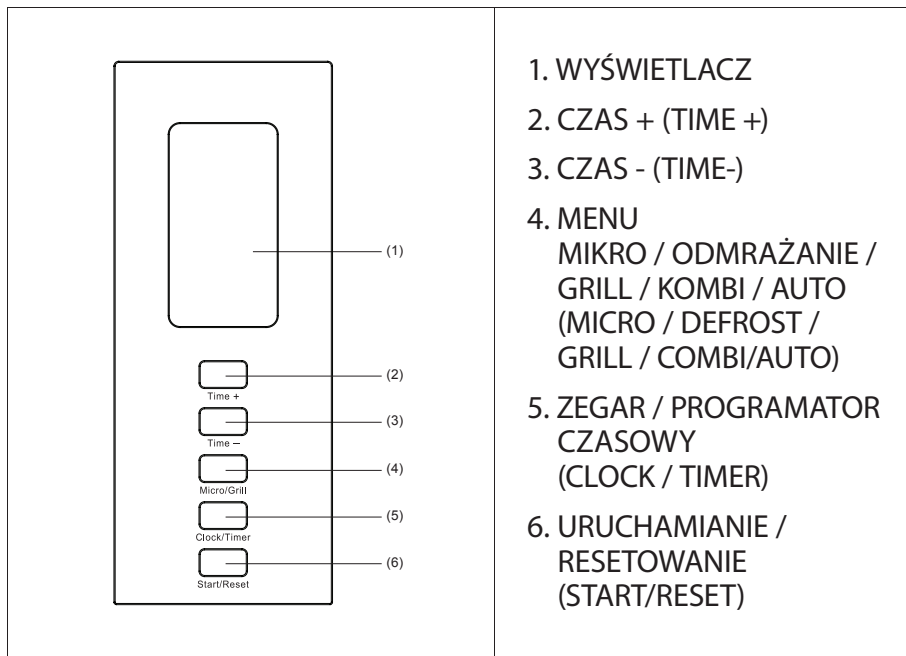 (1)
(2)
Time +
(3)
Time –
(4)
Micro/Grill
(5)
Clock/Timer
(6)
Start/Reset
1. WYŚWIETLACZ
2. CZAS + (TIME +)
3. CZAS - (TIME-)
4. MENU
MIKRO / ODMRAŻANIE /
GRILL / KOMBI / AUTO
(MICRO / DEFROST /
GRILL / COMBI/AUTO)
5. ZEGAR / PROGRAMATOR
CZASOWY
(CLOCK / TIMER)
6. URUCHAMIANIE /
RESETOWANIE
(START/RESET)